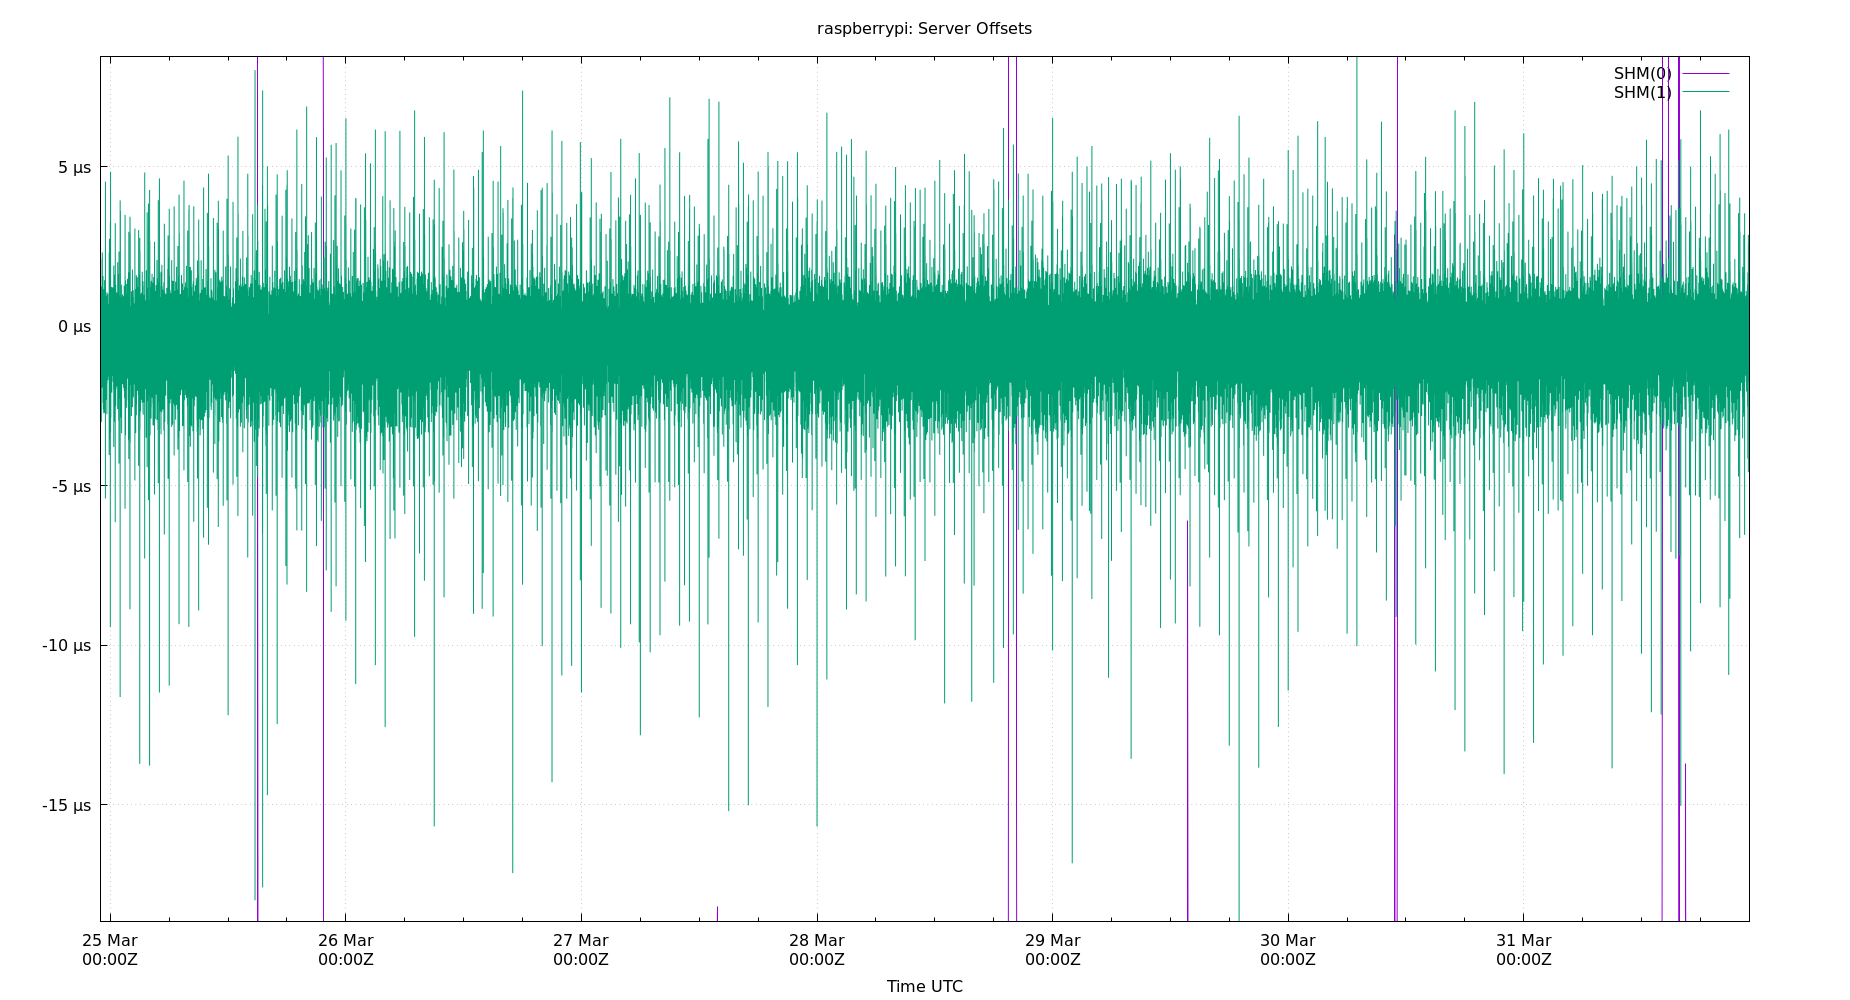 raspberrypi: Server Offsets
SHM(0)
SHM(1)
5 µs
0 µs
-5 µs
-10 µs
-15 µs
25 Mar 26 Mar 27 Mar 28 Mar 29 Mar 30 Mar 31 Mar
00:00Z 00:00Z 00:00Z 00:00Z 00:00Z 00:00Z 00:00Z
Time UTC